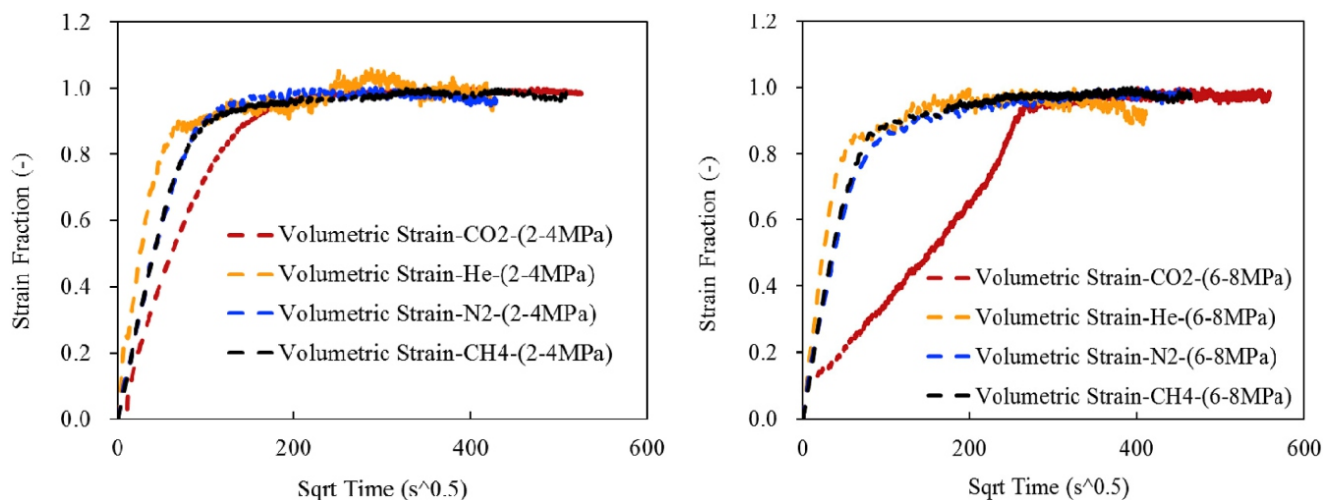 1.2
1.0
0.8
0.6
0.4
0.2
0.0
Strain Fraction (-)
Volumetric Strain-CO2-(2-4MPa)
Volumetric Strain-He-(2-4MPa)
Volumetric Strain-N2-(2-4MPa)
Volumetric Strain-CH4-(2-4MPa)
0 200 400 600
Sqrt Time (s^0.5)
1.2
1.0
0.8
0.6
0.4
0.2
0.0
Strain Fraction (-)
Volumetric Strain-CO2-(6-8MPa)
Volumetric Strain-He-(6-8MPa)
Volumetric Strain-N2-(6-8MPa)
Volumetric Strain-CH4-(6-8MPa)
0 200 400 600
Sqrt Time (s^0.5)